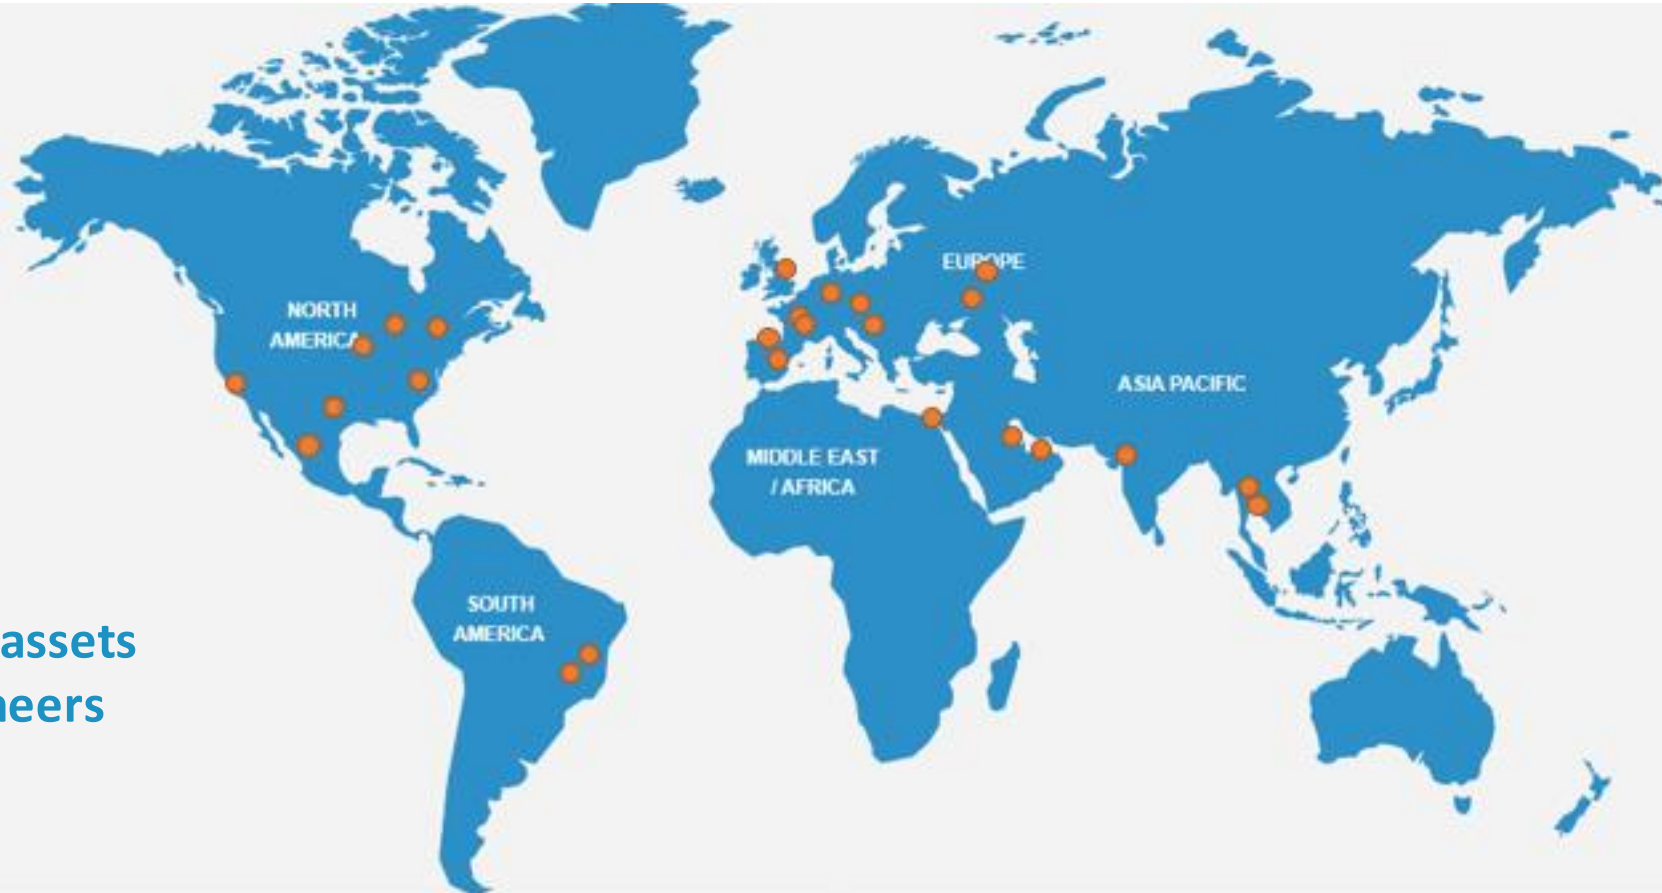 EUROPE
NORTH
AMERICA
ASIA PACIFIC
MIDDLE EAST
/ AFRICA
SOUTH
AMERICA
assets
neers